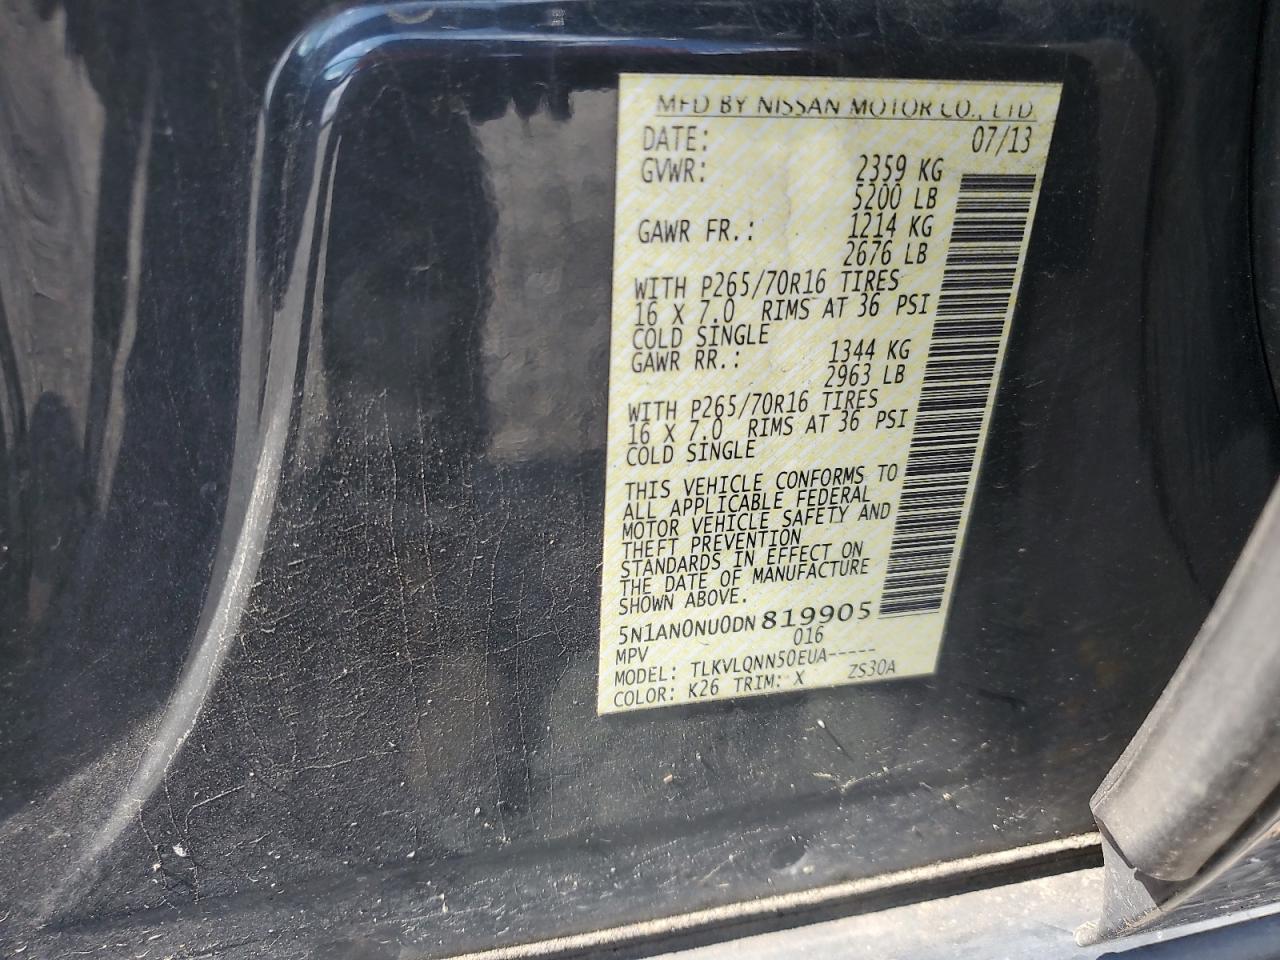 MFD BY NISSAN MOTOR CO., LTD.
DATE: 07/13
GVWR: 2359 KG
5200 LB
GAWR FR.: 1214 KG
2676 LB
WITH P265/70R16 TIRES
16 X 7.0 RIMS AT 36 PSI
COLD SINGLE
GAWR RR.: 1344 KG
2963 LB
WITH P265/70R16 TIRES
16 X 7.0 RIMS AT 36 PSI
COLD SINGLE
THIS VEHICLE CONFORMS TO
ALL APPLICABLE FEDERAL
MOTOR VEHICLE SAFETY AND
THEFT PREVENTION
STANDARDS IN EFFECT ON
THE DATE OF MANUFACTURE
SHOWN ABOVE.
5N1AN0NU0DN819905
MPV 016
MODEL: TLKVLQNN50EUA-----
COLOR: K26 TRIM: X ZS30A